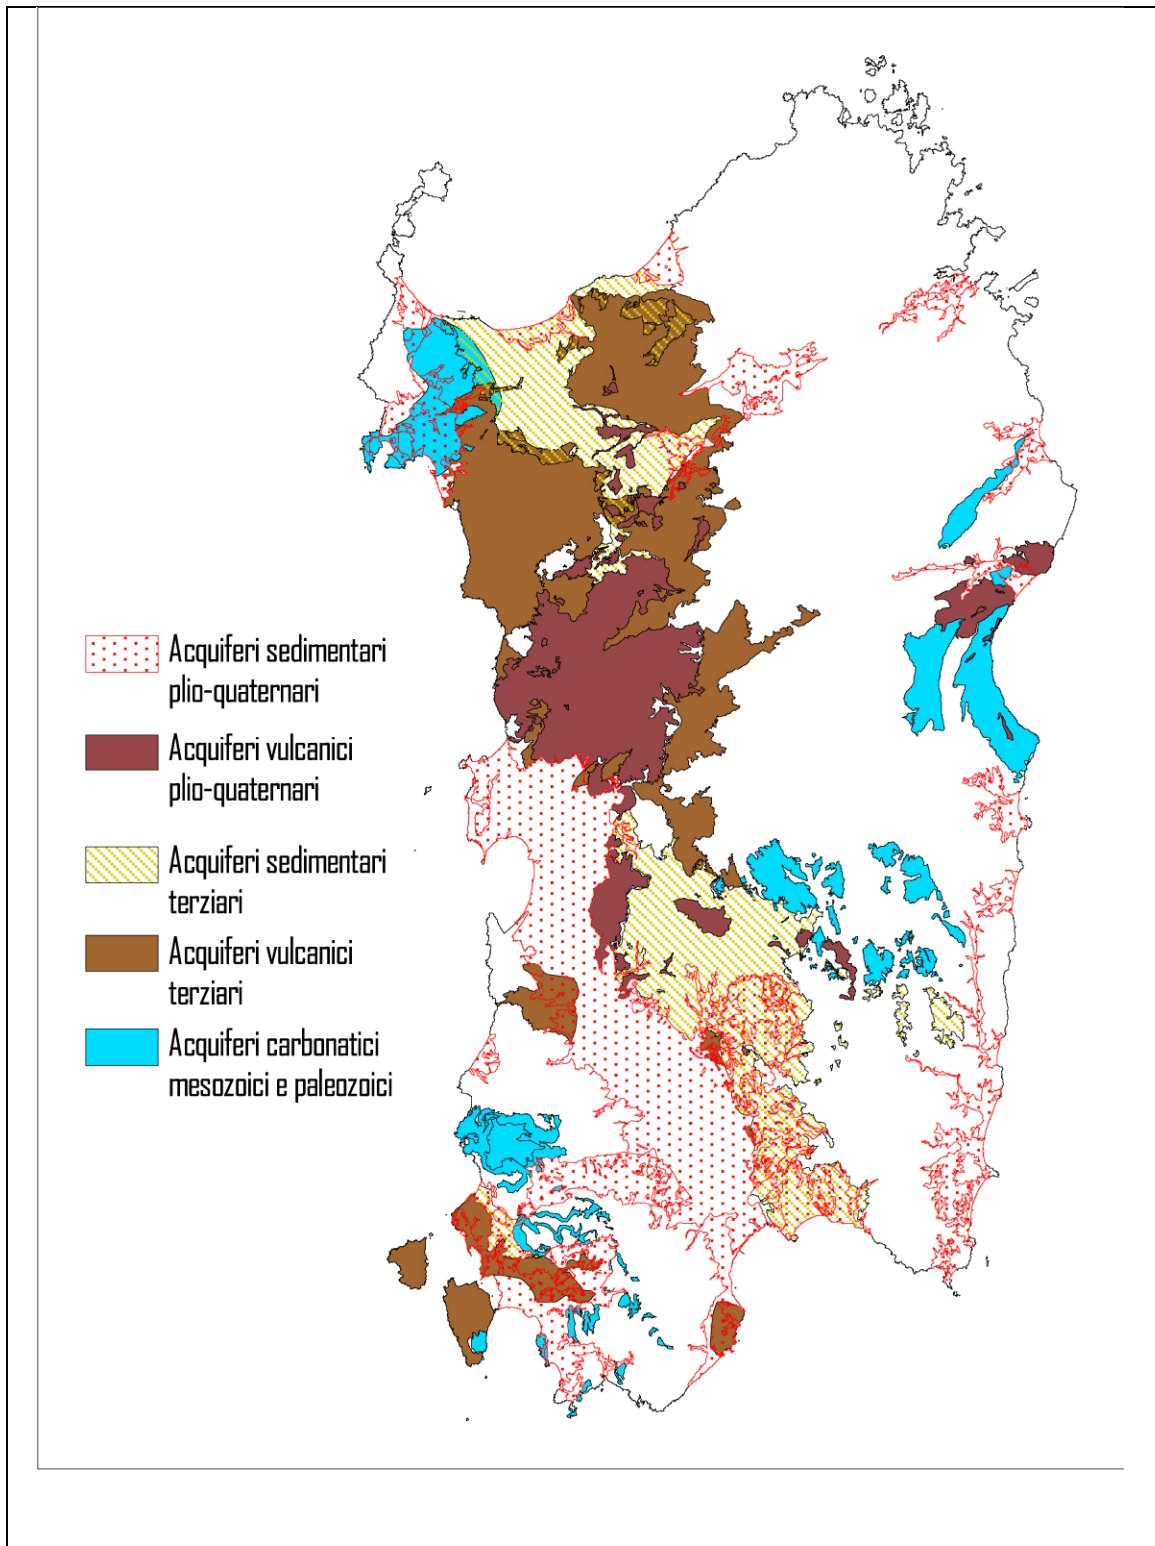 Acquiferi sedimentari
plio-quaternari
Acquiferi vulcanici
plio-quaternari
Acquiferi sedimentari
terziari
Acquiferi vulcanici
terziari
Acquiferi carbonatici
mesozoici e paleozoici